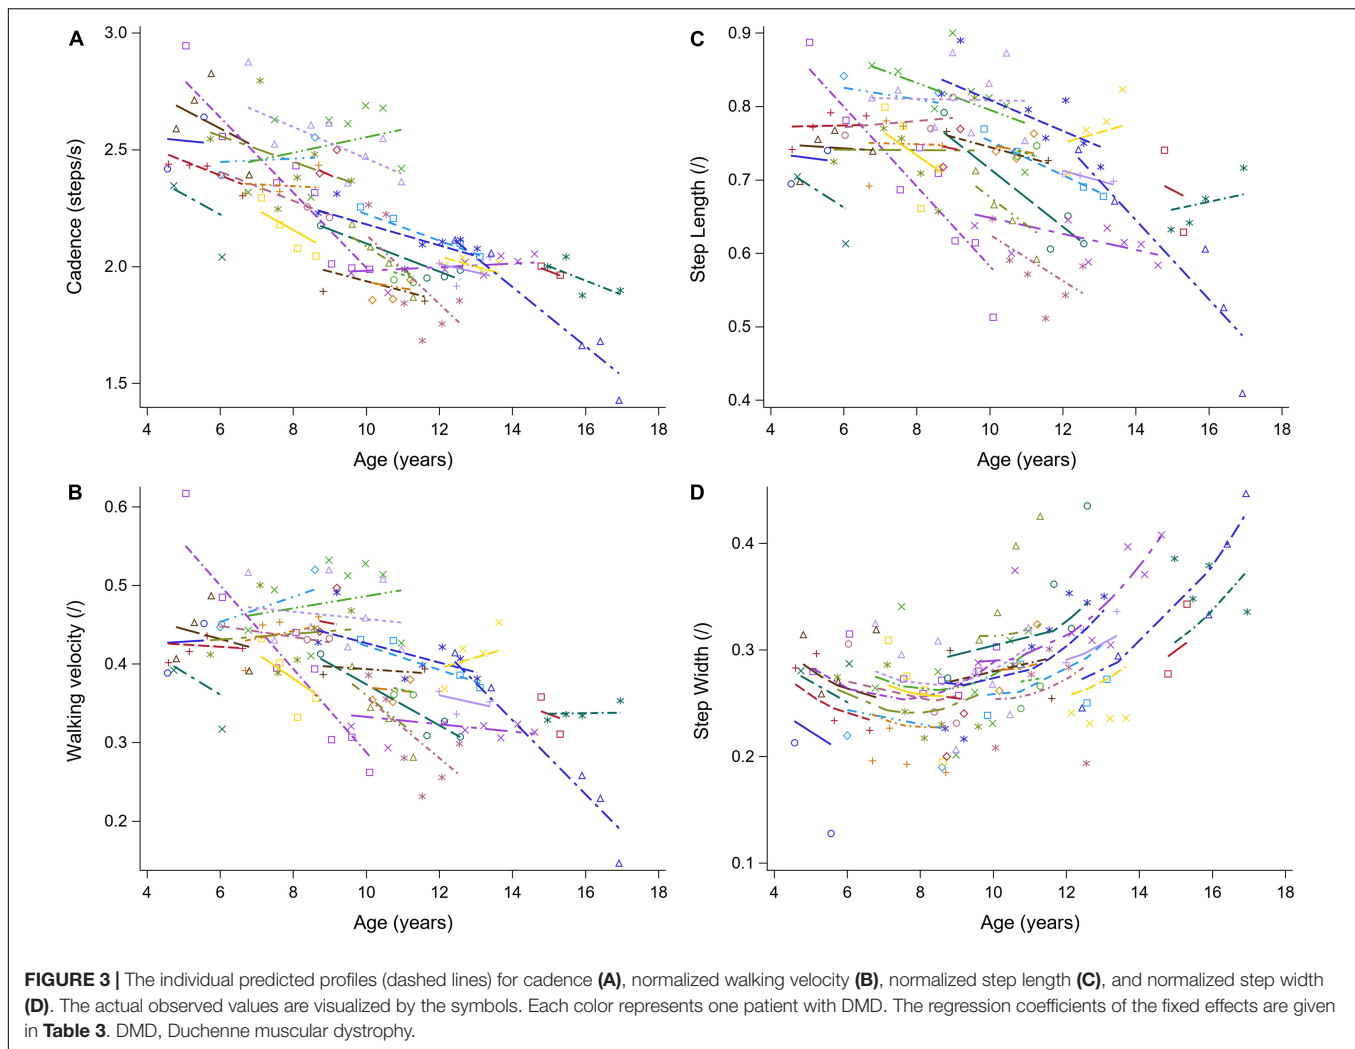 A
3.0
2.5
2.0
1.5
Cadence (steps/s)
4 6 8 10 12 14 16 18
Age (years)
C
0.9
0.8
0.7
0.6
0.5
0.4
Step Length (/)
4 6 8 10 12 14 16 18
Age (years)
B
0.6
0.5
0.4
0.3
0.2
Walking velocity (/)
4 6 8 10 12 14 16 18
Age (years)
D
0.4
0.3
0.2
0.1
Step Width (/)
4 6 8 10 12 14 16 18
Age (years)
FIGURE 3 | The individual predicted profiles (dashed lines) for cadence (A), normalized walking velocity (B), normalized step length (C), and normalized step width
(D). The actual observed values are visualized by the symbols. Each color represents one patient with DMD. The regression coefficients of the fixed effects are given
in Table 3. DMD, Duchenne muscular dystrophy.